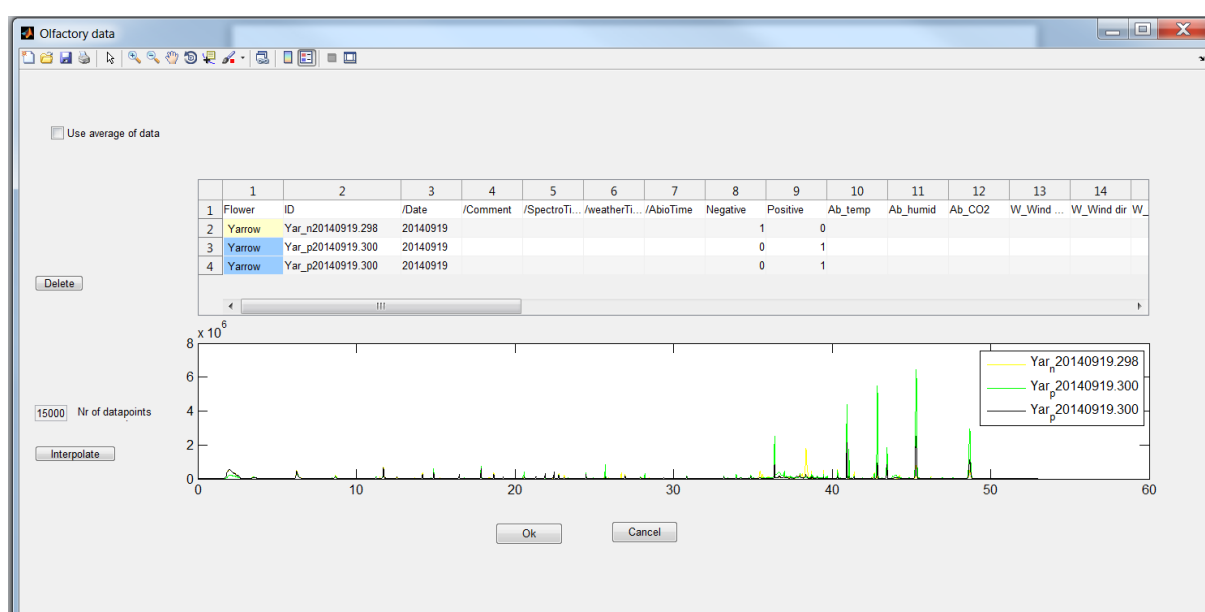 Olfactory data
Use average of data
1 2 3 4 5 6 7 8 9 10 11 12 13 14
1 Flower ID /Date /Comment /SpectroTi... /weatherTi... /AbioTime Negative Positive Ab_temp Ab_humid Ab_CO2 W_Wind ... W_Wind dir W_
2 Yarrow Yar_n20140919.298 20140919 1 0
3 Yarrow Yar_p20140919.300 20140919 0 1
4 Yarrow Yar_p20140919.300 20140919 0 1
Delete
x 10^6
8
6
4
2
0
0 10 20 30 40 50 60
Yar_n20140919.298
Yar_p20140919.300
Yar_p20140919.300
15000 Nr of datapoints
Interpolate
Ok Cancel